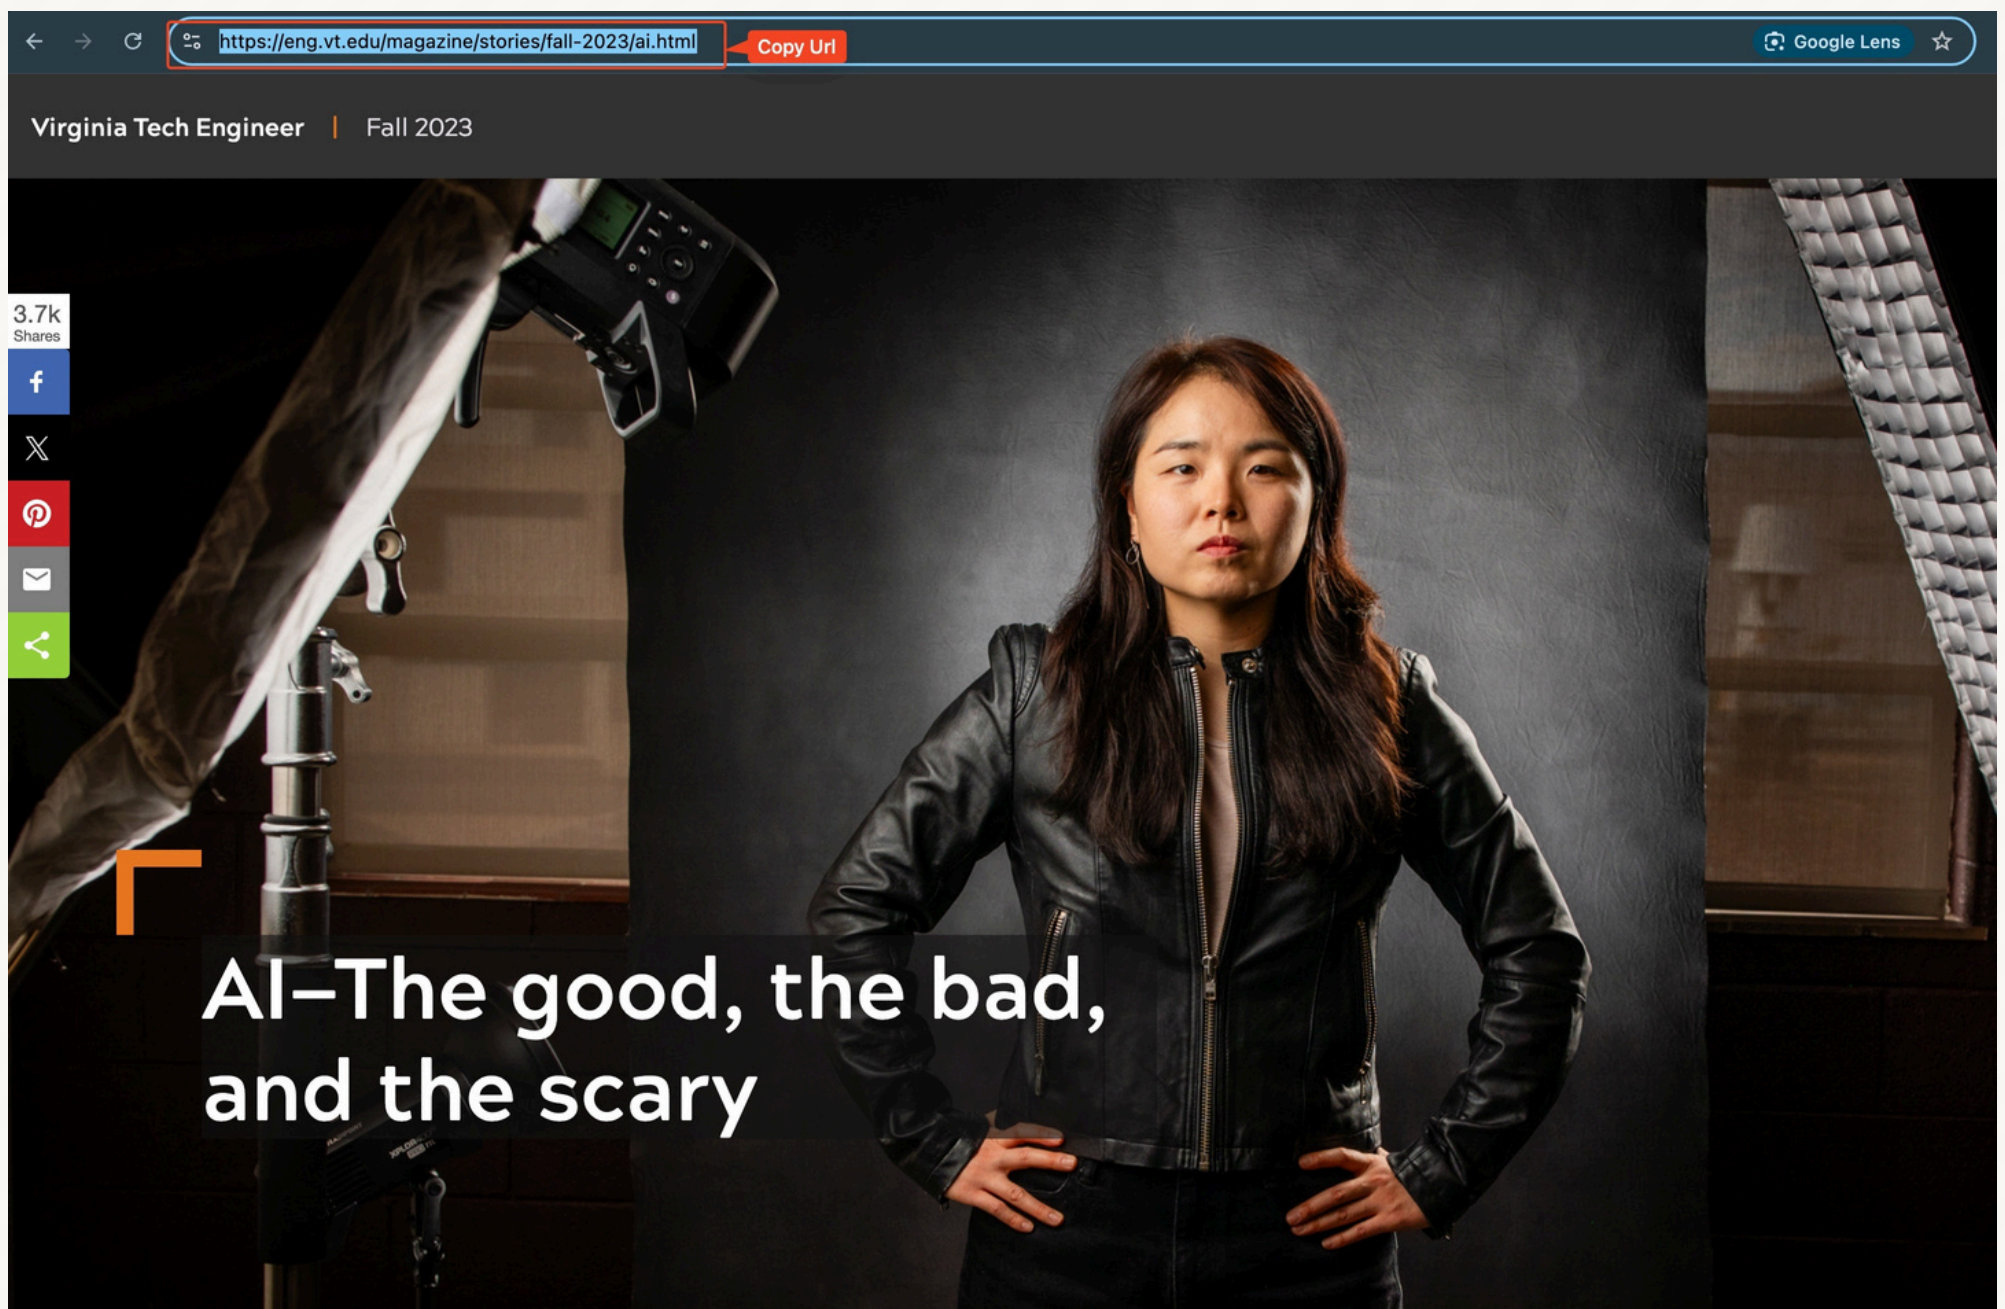 https://eng.vt.edu/magazine/stories/fall-2023/ai.html
Copy Url
Google Lens
Virginia Tech Engineer | Fall 2023
3.7k
Shares
AI–The good, the bad,
and the scary